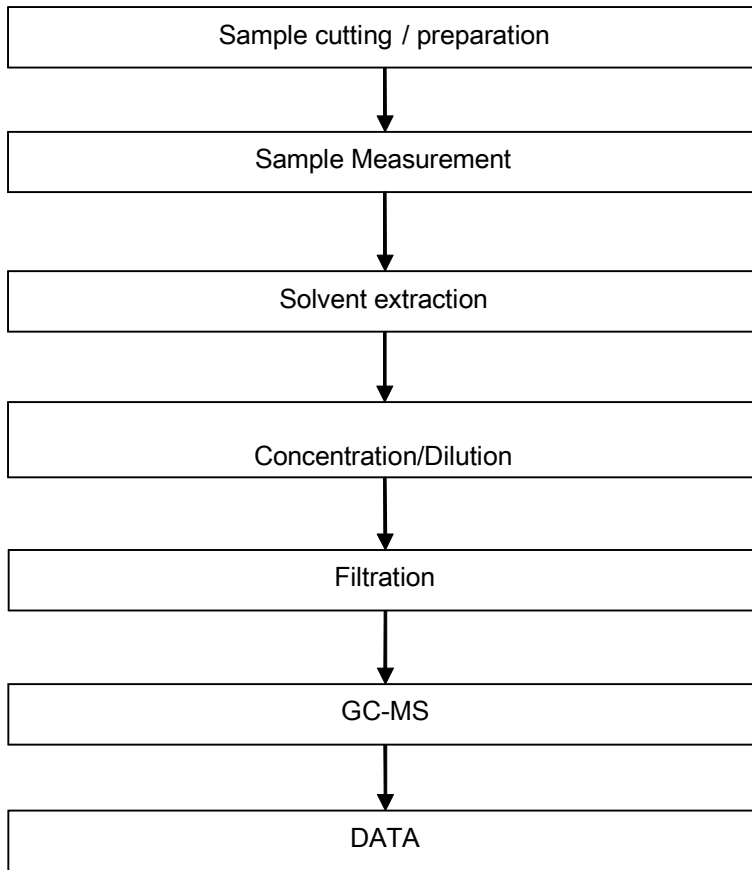 Sample cutting / preparation
Sample Measurement
Solvent extraction
Concentration/Dilution
Filtration
GC-MS
DATA